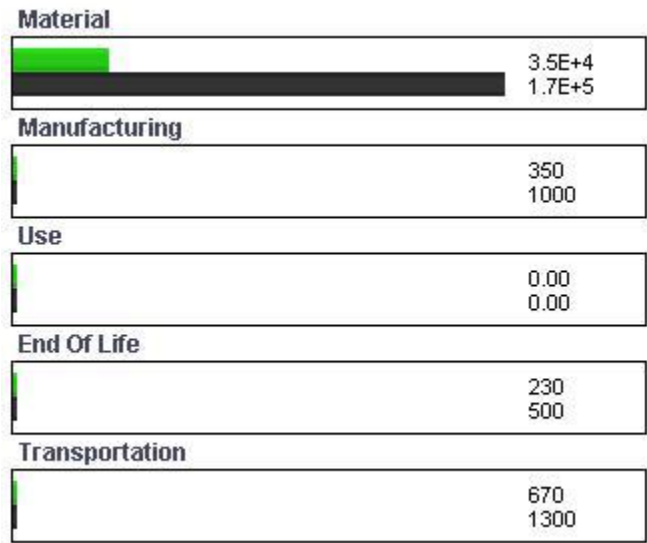 Material
3.5E+4
1.7E+5
Manufacturing
350
1000
Use
0.00
0.00
End Of Life
230
500
Transportation
670
1300